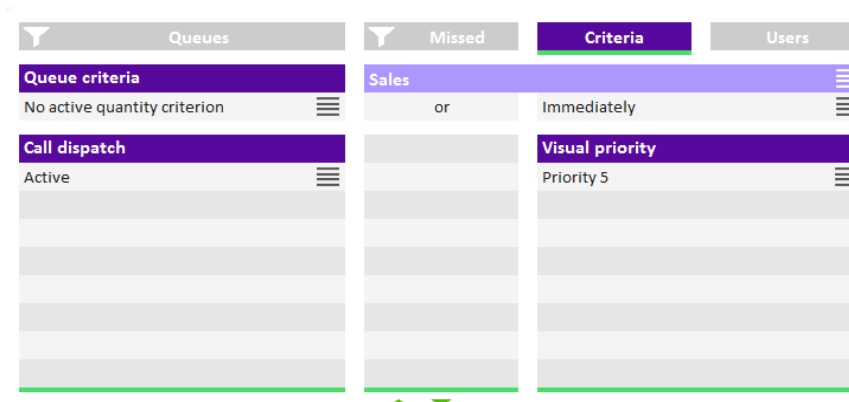 Queues Missed Criteria Users
Queue criteria Sales
No active quantity criterion or Immediately
Call dispatch Visual priority
Active Priority 5